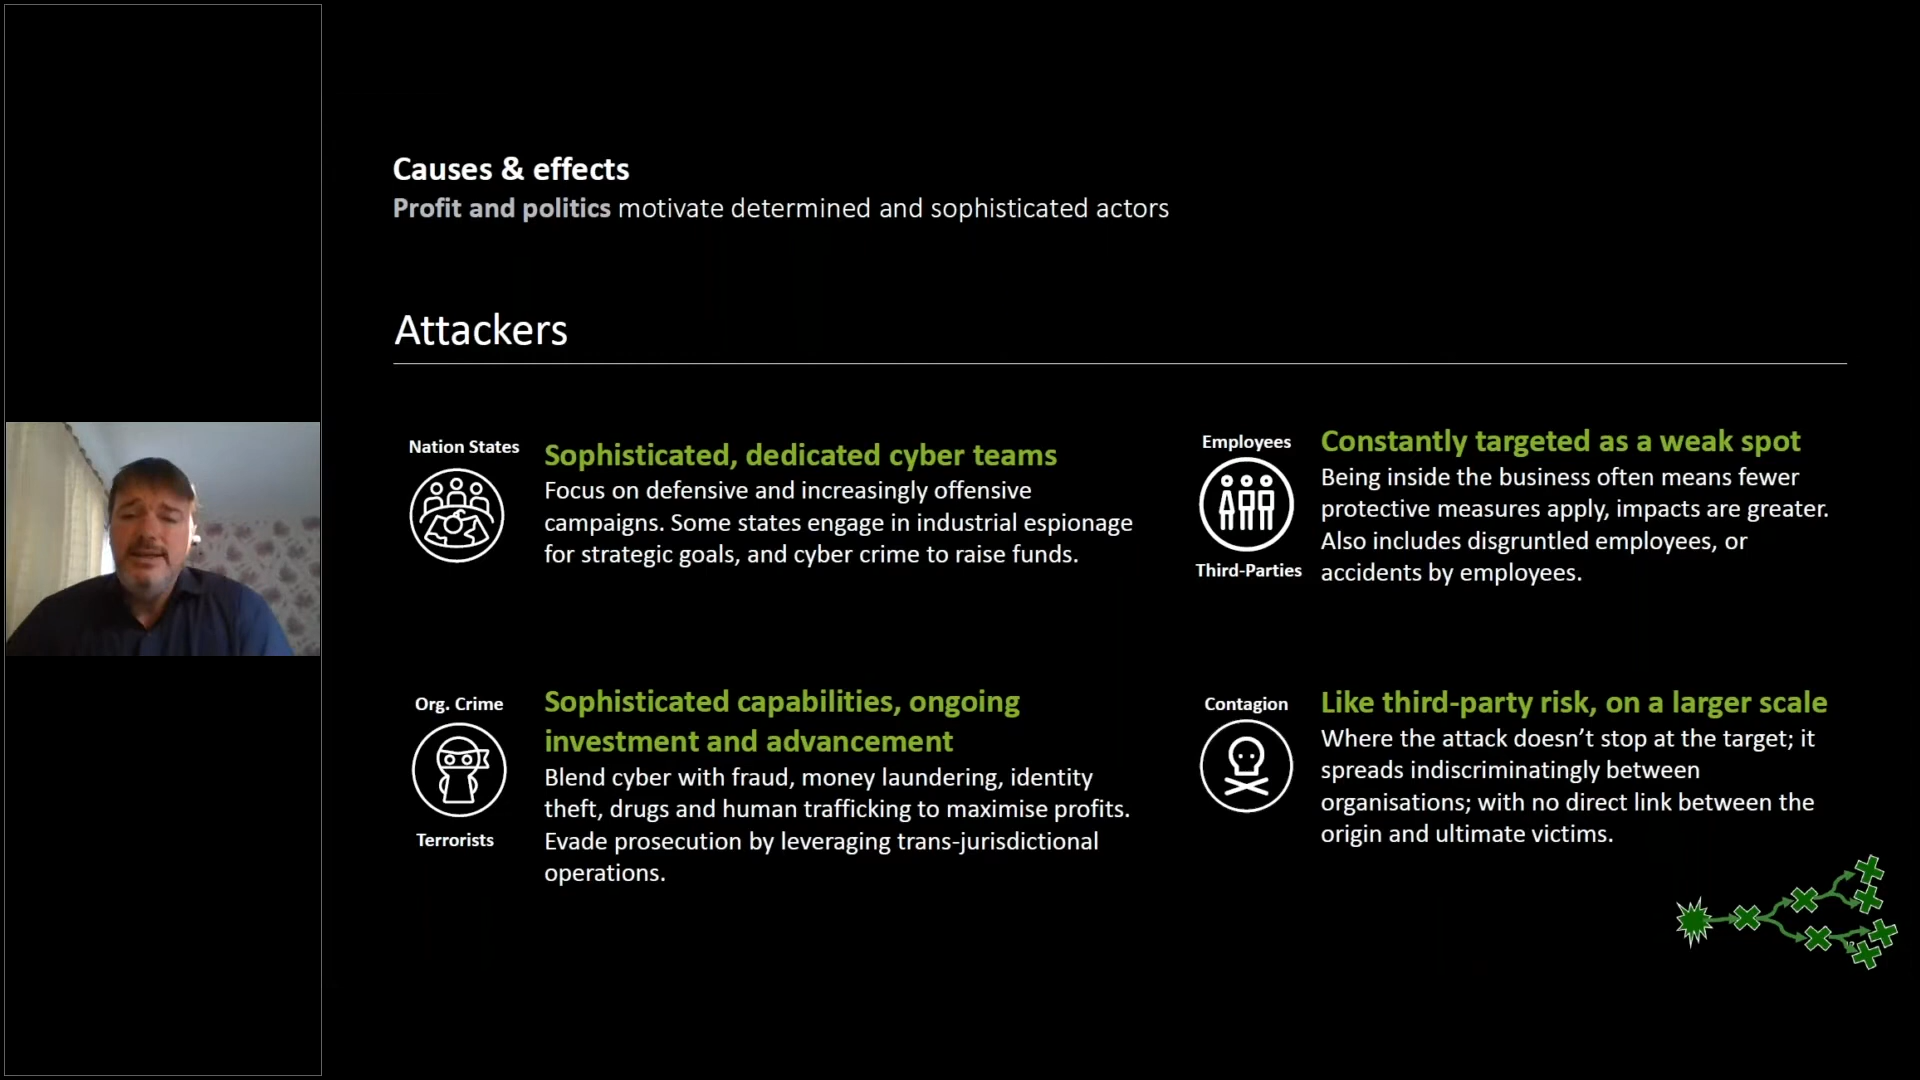 Causes & effects
Profit and politics motivate determined and sophisticated actors
Attackers
Nation States
Sophisticated, dedicated cyber teams
Focus on defensive and increasingly offensive
campaigns. Some states engage in industrial espionage
for strategic goals, and cyber crime to raise funds.
Employees
Third-Parties
Constantly targeted as a weak spot
Being inside the business often means fewer
protective measures apply, impacts are greater.
Also includes disgruntled employees, or
accidents by employees.
Org. Crime
Terrorists
Sophisticated capabilities, ongoing
investment and advancement
Blend cyber with fraud, money laundering, identity
theft, drugs and human trafficking to maximise profits.
Evade prosecution by leveraging trans-jurisdictional
operations.
Contagion
Like third-party risk, on a larger scale
Where the attack doesn’t stop at the target; it
spreads indiscriminatingly between
organisations; with no direct link between the
origin and ultimate victims.